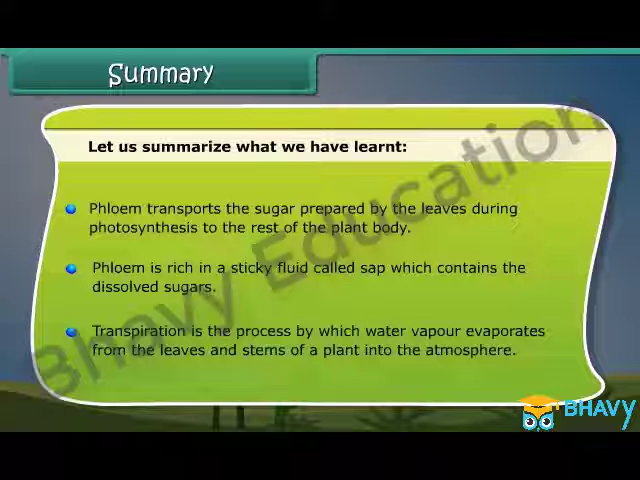 Summary
Let us summarize what we have learnt:
Phloem transports the sugar prepared by the leaves during
photosynthesis to the rest of the plant body.
Phloem is rich in a sticky fluid called sap which contains the
dissolved sugars.
Transpiration is the process by which water vapour evaporates
from the leaves and stems of a plant into the atmosphere.
Bhavy Education
BHAVY